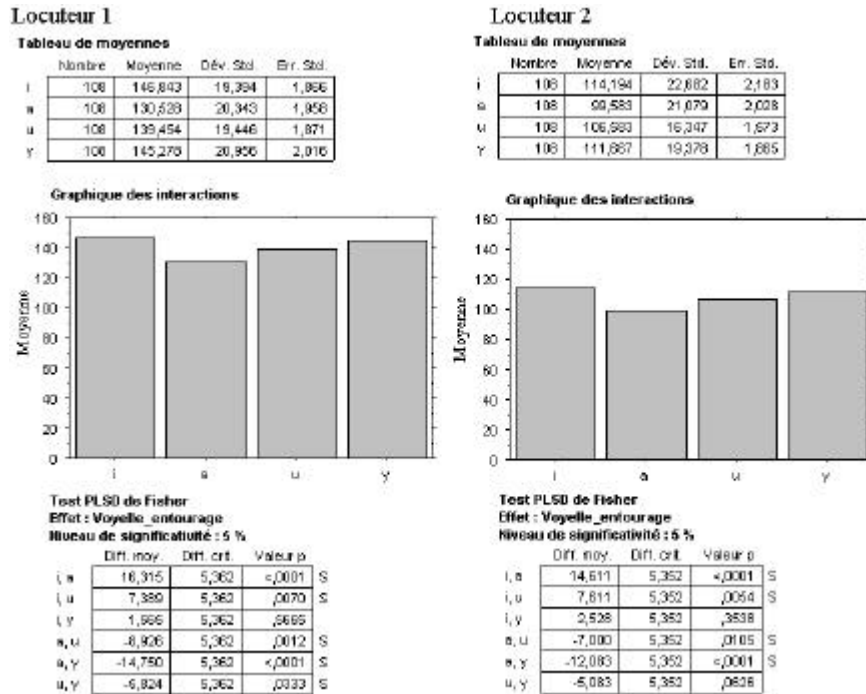 Locuteur 1
Tableau de moyennes
Nombre Moyenne Dév. Std. Err. Std.
i 108 146,843 19,394 1,866
a 108 130,528 20,343 1,958
u 108 139,454 19,446 1,871
y 108 145,278 20,956 2,016
Graphique des interactions
Moyenne
160
140
120
100
80
60
40
20
0
i a u y
Test PLSD de Fisher
Effet : Voyelle_entourage
Niveau de significativité : 5 %
Diff. moy. Diff. crit. Valeur p
i, a 16,315 5,362 <,0001 S
i, u 7,389 5,362 ,0070 S
i, y 1,565 5,362 ,5665
a, u -8,926 5,362 ,0012 S
a, y -14,750 5,362 <,0001 S
u, y -5,824 5,362 ,0333 S
Locuteur 2
Tableau de moyennes
Nombre Moyenne Dév. Std. Err. Std.
i 108 114,194 22,682 2,183
a 108 99,583 21,079 2,028
u 108 106,583 16,347 1,573
y 108 111,667 19,378 1,865
Graphique des interactions
Moyenne
160
140
120
100
80
60
40
20
0
i a u y
Test PLSD de Fisher
Effet : Voyelle_entourage
Niveau de significativité : 5 %
Diff. moy. Diff. crit. Valeur p
i, a 14,611 5,352 <,0001 S
i, u 7,611 5,352 ,0054 S
i, y 2,528 5,352 ,3538
a, u -7,000 5,352 ,0105 S
a, y -12,083 5,352 <,0001 S
u, y -5,083 5,352 ,0626